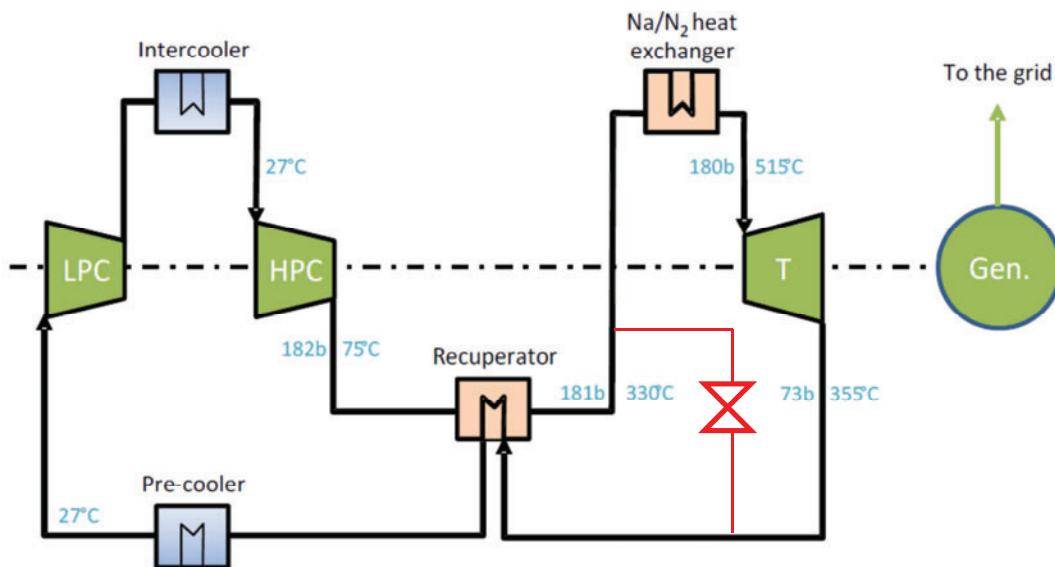 Na/N₂ heat
exchanger
Intercooler
To the grid
27°C
180b 515°C
LPC
HPC
T
Gen.
182b 75°C
Recuperator
181b 330°C
73b 355°C
Pre-cooler
27°C